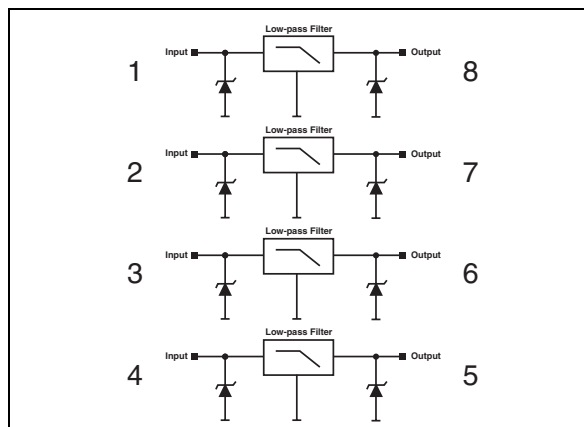 Low-pass Filter
Input Output
1 8
Low-pass Filter
Input Output
2 7
Low-pass Filter
Input Output
3 6
Low-pass Filter
Input Output
4 5